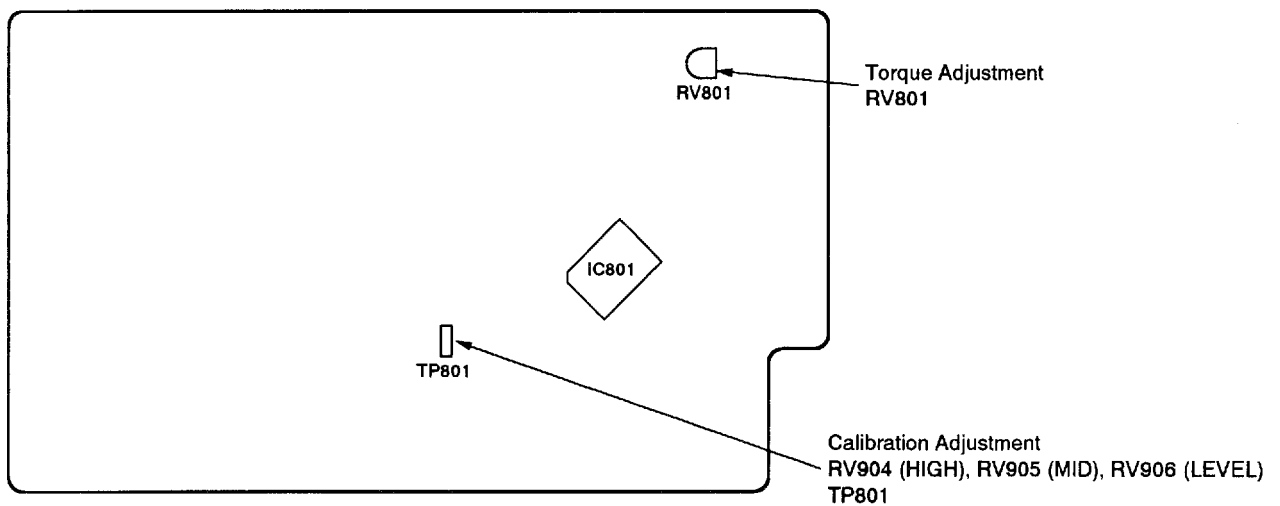 RV801
Torque Adjustment
RV801
IC801
TP801
Calibration Adjustment
RV904 (HIGH), RV905 (MID), RV906 (LEVEL)
TP801